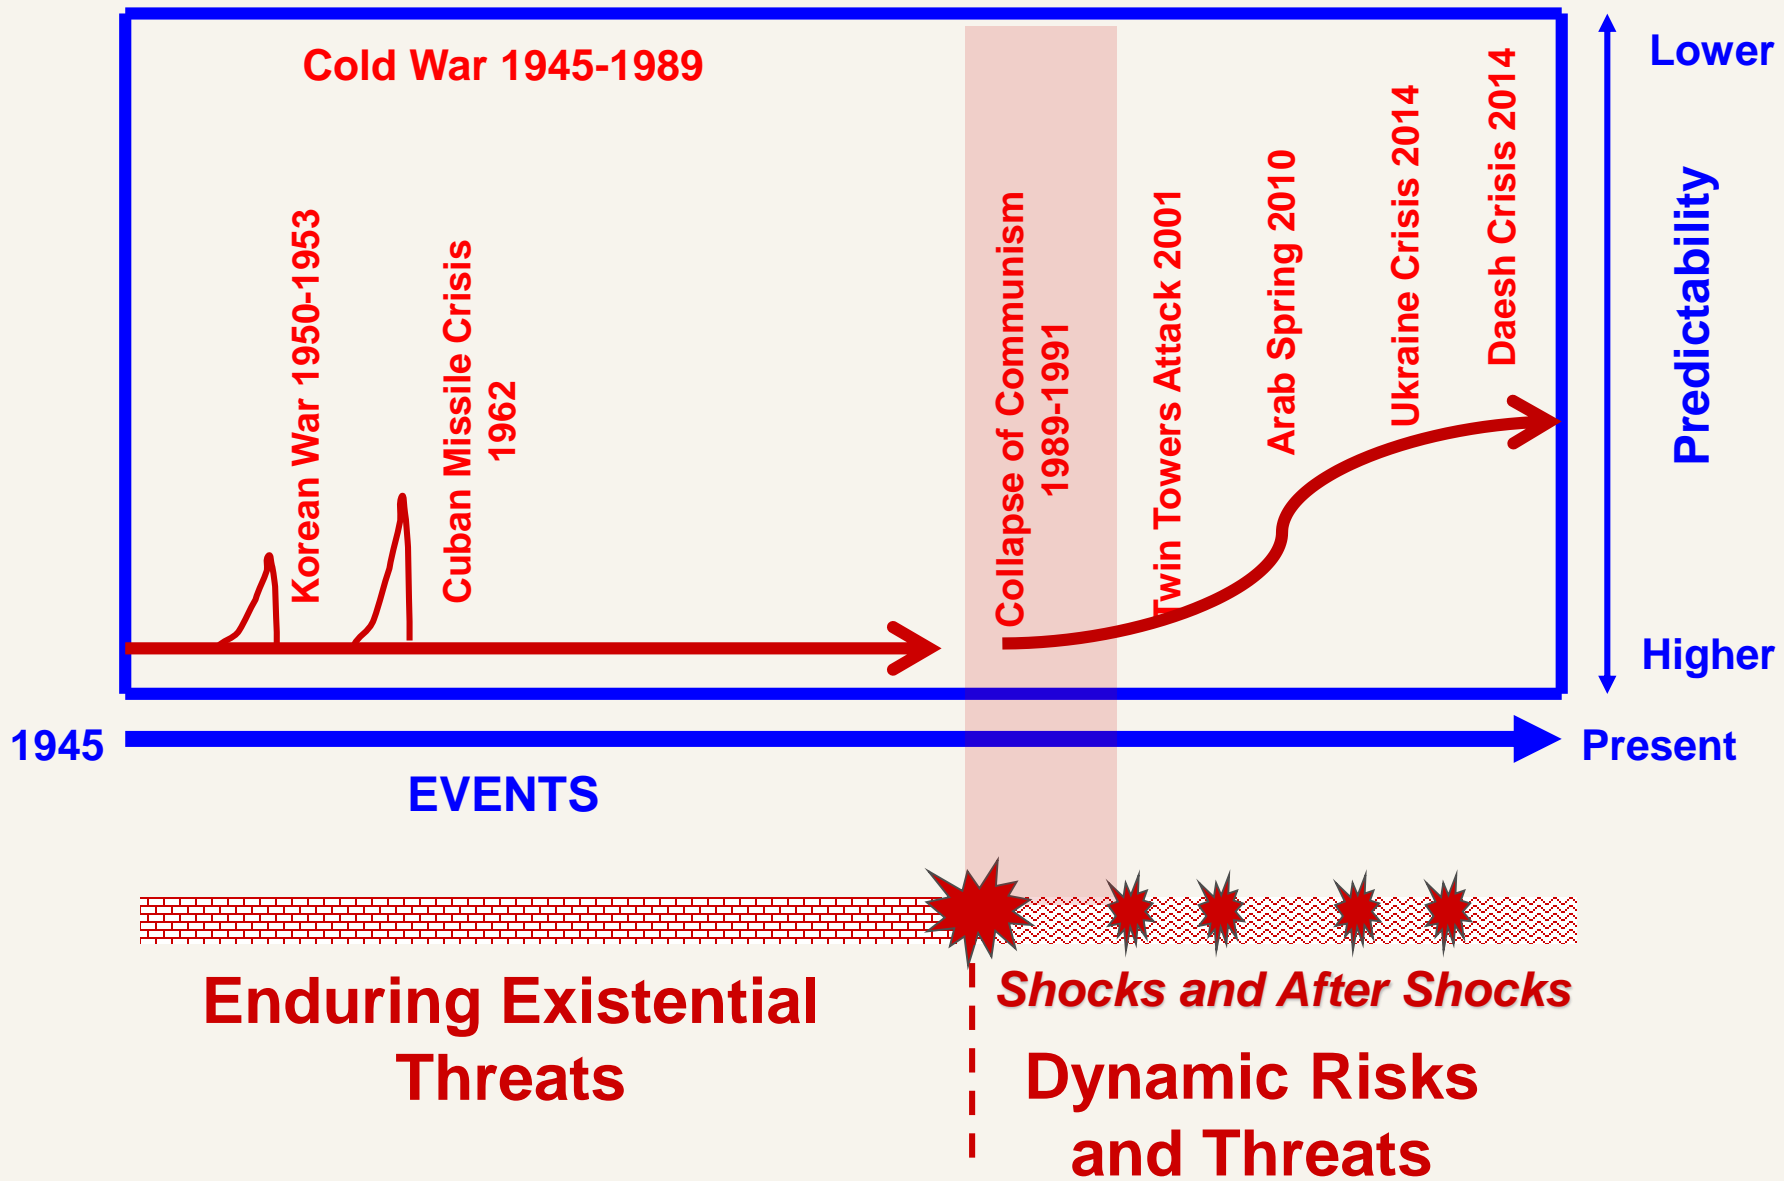 Cold War 1945-1989
Lower
Korean War 1950-1953
Cuban Missile Crisis
1962
Collapse of Communism
1989-1991
Twin Towers Attack 2001
Arab Spring 2010
Ukraine Crisis 2014
Daesh Crisis 2014
Predictability
Higher
1945
Present
EVENTS
Enduring Existential
Threats
Shocks and After Shocks
Dynamic Risks
and Threats